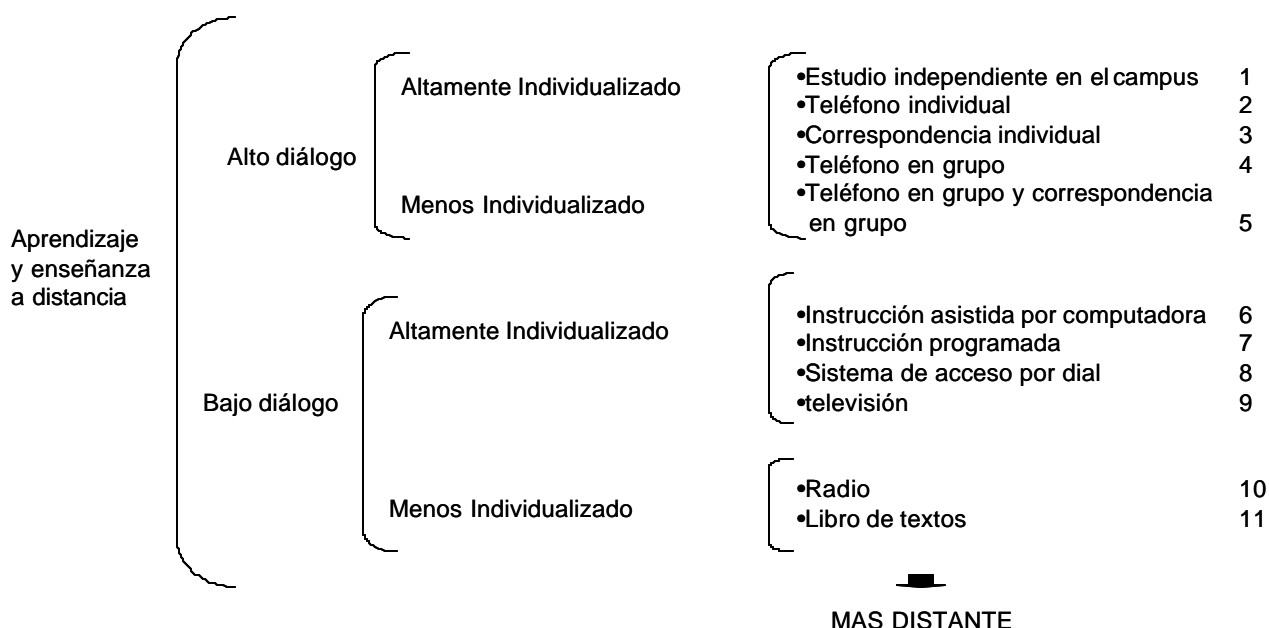 Aprendizaje
y enseñanza
a distancia
Alto diálogo
Altamente Individualizado
•Estudio independiente en el campus 1
•Teléfono individual 2
•Correspondencia individual 3
•Teléfono en grupo 4
Menos Individualizado
•Teléfono en grupo y correspondencia
en grupo 5
Bajo diálogo
Altamente Individualizado
•Instrucción asistida por computadora 6
•Instrucción programada 7
•Sistema de acceso por dial 8
•televisión 9
Menos Individualizado
•Radio 10
•Libro de textos 11
MAS DISTANTE